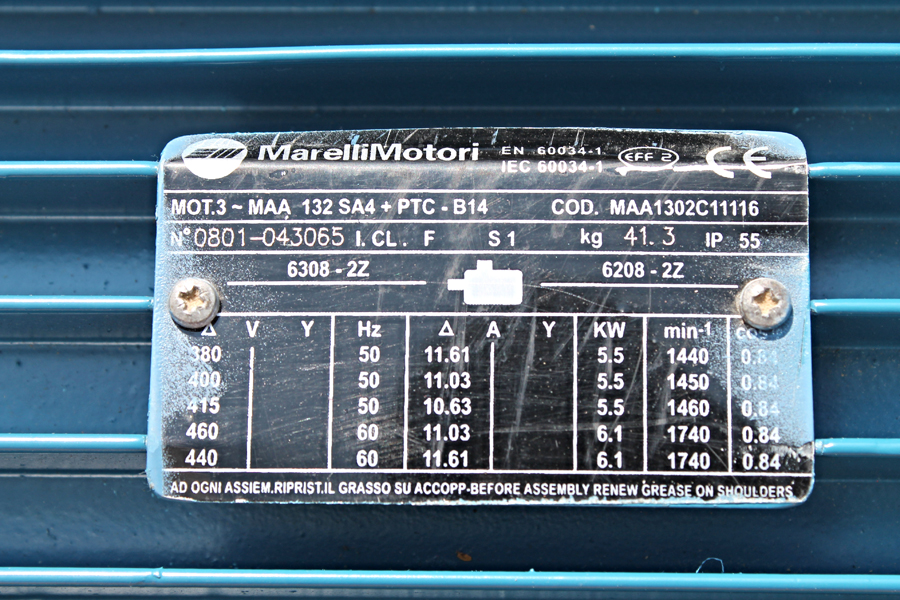 MarelliMotori EN 60034-1 EFF 2 CE
IEC 60034-1
MOT.3 ~ MAA 132 SA4 + PTC - B14 COD. MAA1302C11116
N° 0801-043065 I.CL. F S1 kg 41.3 IP 55
6308 - 2Z 6208 - 2Z
Δ V Y Hz Δ A Y KW min-1 cos
380 50 11.61 5.5 1440 0.84
400 50 11.03 5.5 1450 0.84
415 50 10.63 5.5 1460 0.84
460 60 11.03 6.1 1740 0.84
440 60 11.61 6.1 1740 0.84
AD OGNI ASSIEM.RIPRIST.IL GRASSO SU ACCOPP-BEFORE ASSEMBLY RENEW GREASE ON SHOULDERS